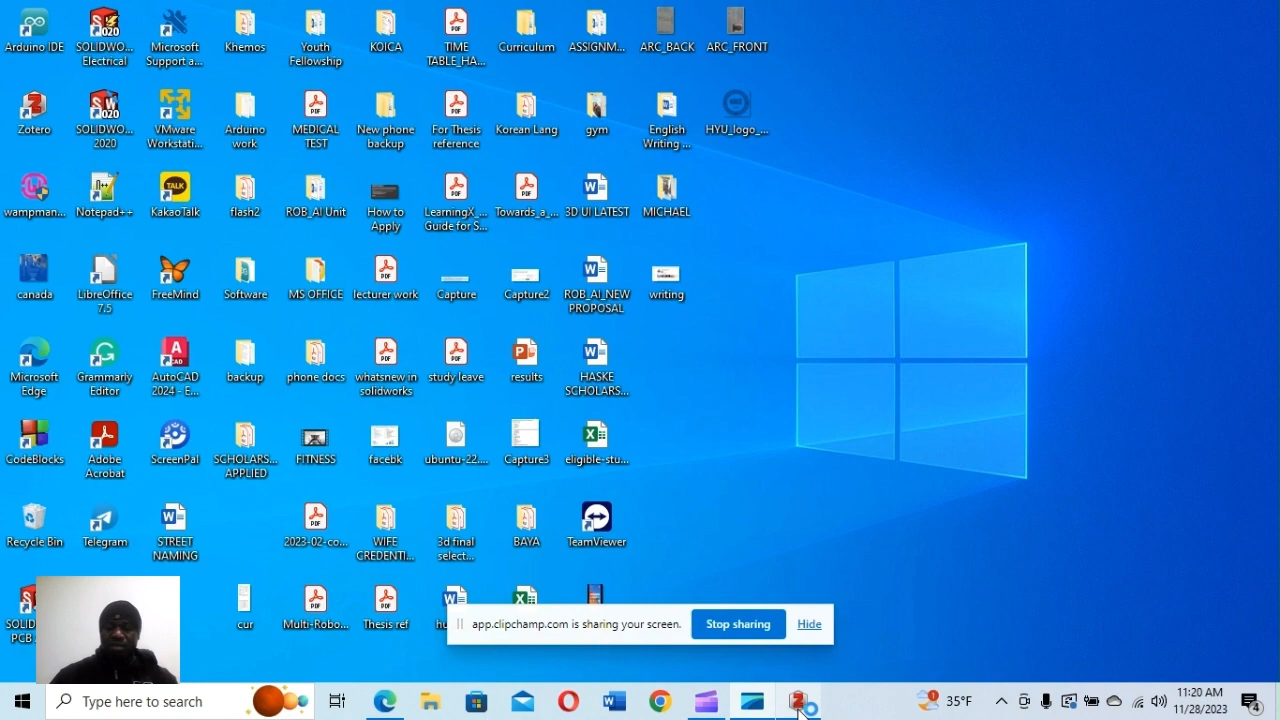 Arduino IDE
SOLIDWO...
Electrical
Microsoft
Support a...
Khemos
Youth
Fellowship
KOICA
TIME
TABLE_HA...
Curriculum
ASSIGNM...
ARC_BACK
ARC_FRONT
Zotero
SOLIDWO...
2020
VMware
Workstati...
Arduino
work
MEDICAL
TEST
New phone
backup
For Thesis
reference
Korean Lang
gym
English
Writing ...
HYU_logo_...
wampman...
Notepad++
KakaoTalk
flash2
ROB_AI Unit
How to
Apply
LearningX_...
Guide for S...
Towards_a_...
3D UI LATEST
MICHAEL
canada
LibreOffice
7.5
FreeMind
Software
MS OFFICE
lecturer work
Capture
Capture2
ROB_AI_NEW
PROPOSAL
writing
Microsoft
Edge
Grammarly
Editor
AutoCAD
2024 - E...
backup
phone docs
whatsnew in
solidworks
study leave
results
HASKE
SCHOLARS...
CodeBlocks
Adobe
Acrobat
ScreenPal
SCHOLARS...
APPLIED
FITNESS
facebk
ubuntu-22....
Capture3
eligible-stu...
Recycle Bin
Telegram
STREET
NAMING
2023-02-co...
WIFE
CREDENTI...
3d final
select...
BAYA
TeamViewer
SOLID
PCB
cur
Multi-Robo...
Thesis ref
app.clipchamp.com is sharing your screen.
Stop sharing
Hide
Type here to search
35°F
11:20 AM
11/28/2023
4